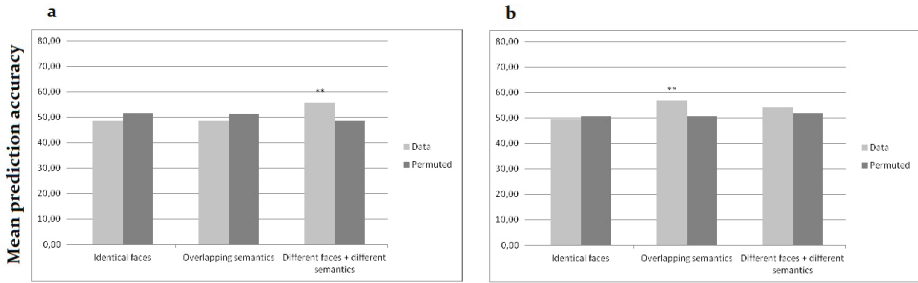 a
b
Mean prediction accuracy
80,00
70,00
60,00
50,00
40,00
30,00
20,00
10,00
0,00
**
Identical faces
Overlapping semantics
Different faces + different
semantics
Data
Permuted
80,00
70,00
60,00
50,00
40,00
30,00
20,00
10,00
0,00
**
Identical faces
Overlapping semantics
Different faces + different
semantics
Data
Permuted